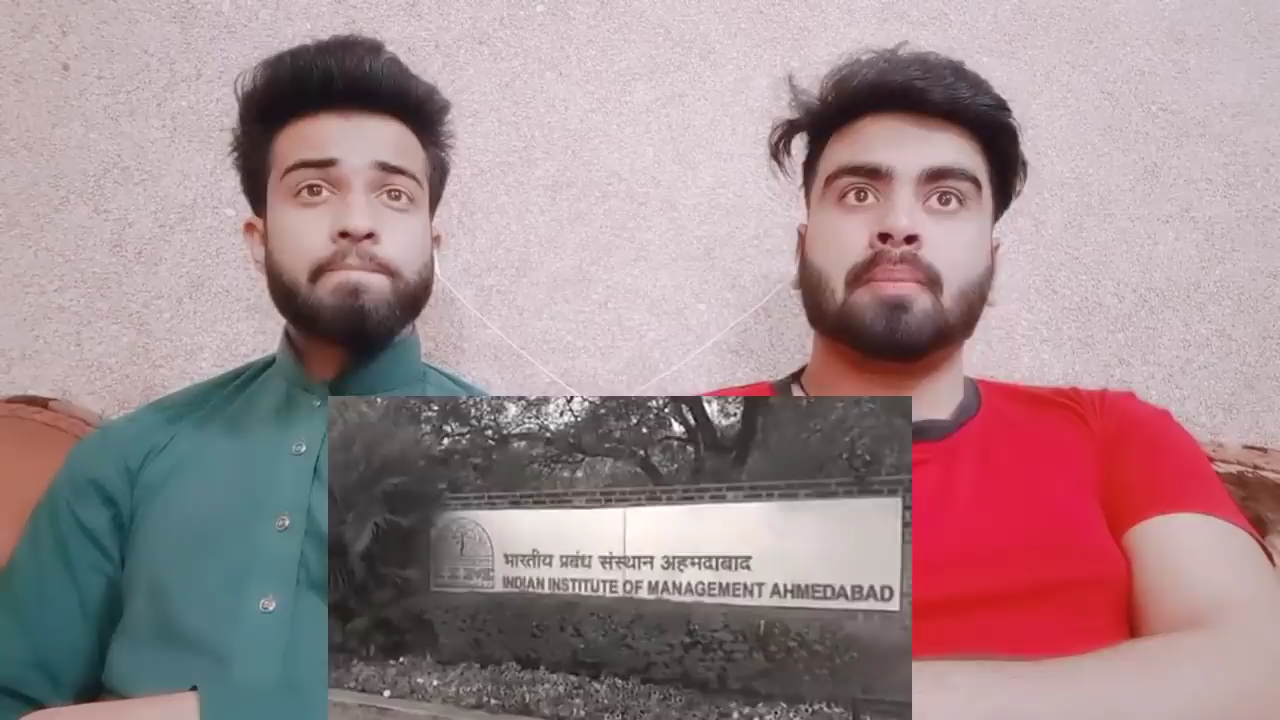 भारतीय प्रबंध संस्थान अहमदाबाद
INDIAN INSTITUTE OF MANAGEMENT AHMEDABAD